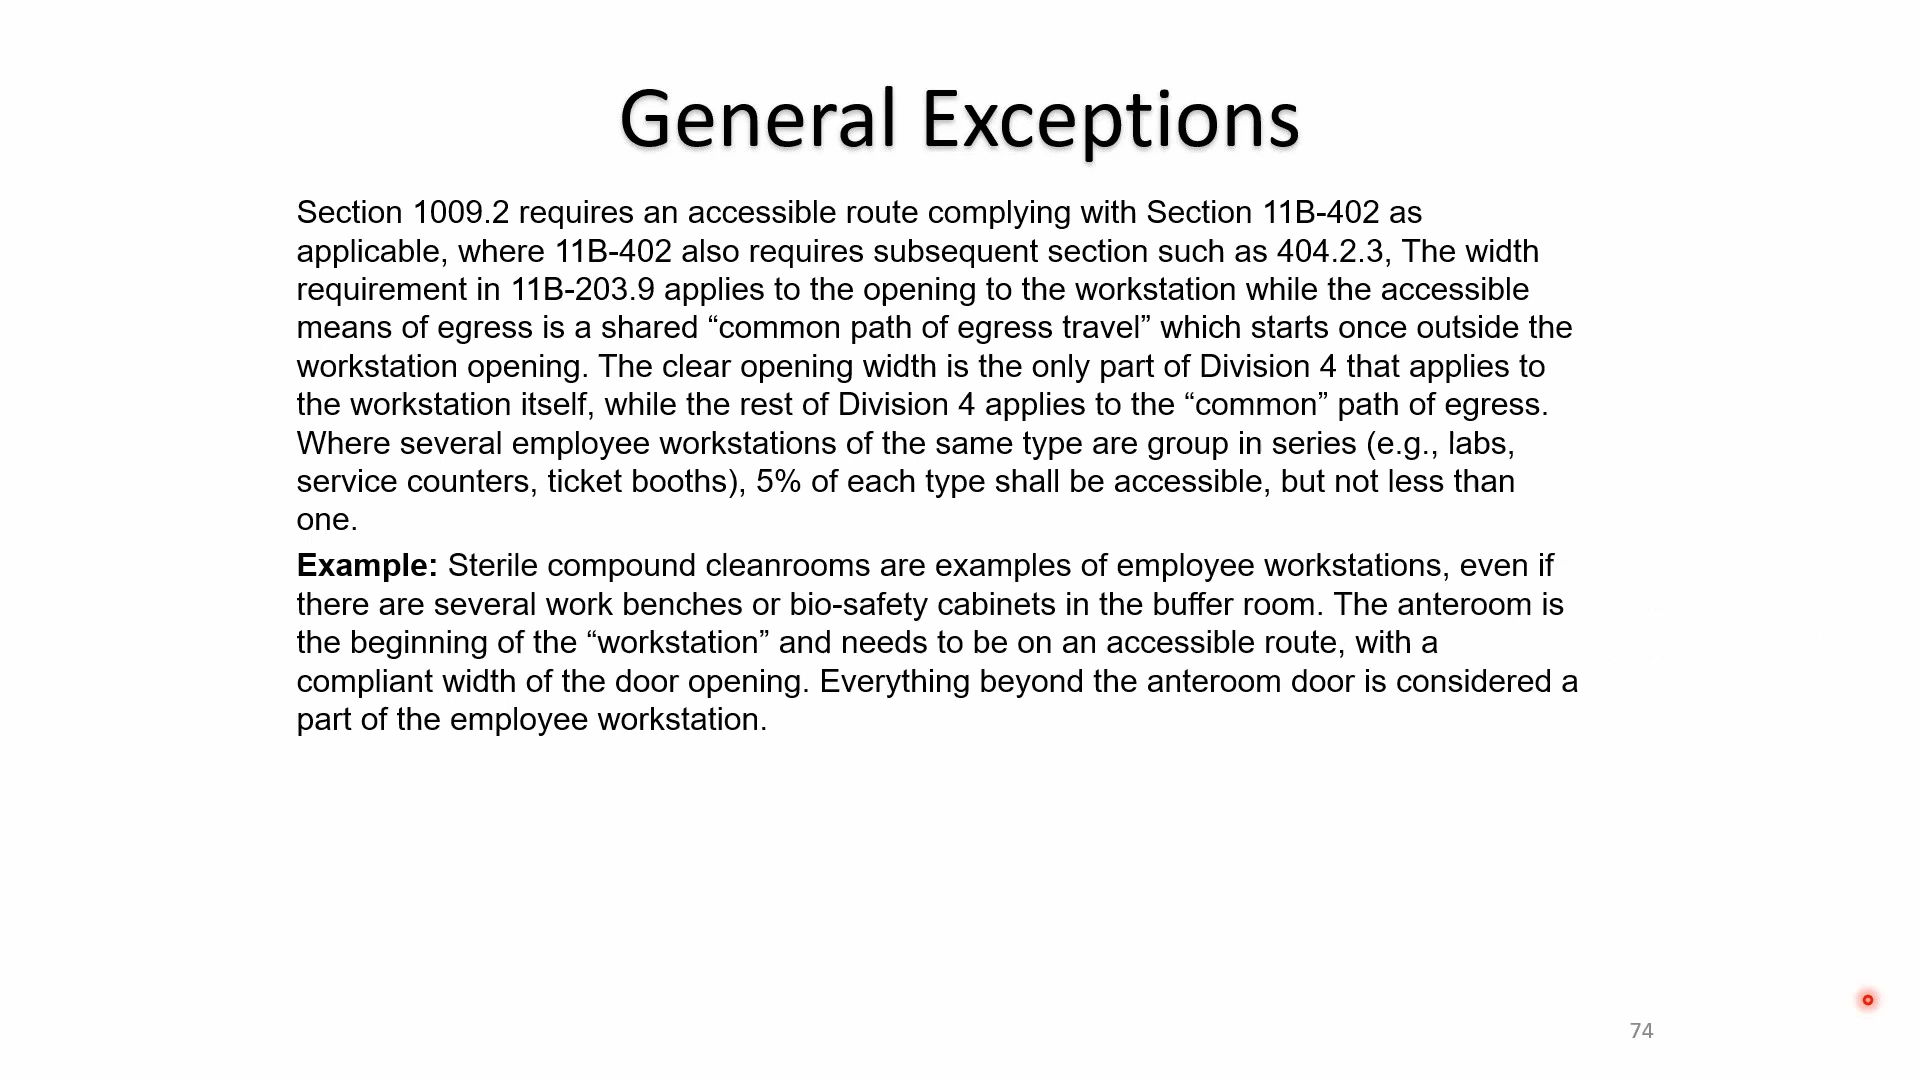 General Exceptions
Section 1009.2 requires an accessible route complying with Section 11B-402 as
applicable, where 11B-402 also requires subsequent section such as 404.2.3, The width
requirement in 11B-203.9 applies to the opening to the workstation while the accessible
means of egress is a shared “common path of egress travel” which starts once outside the
workstation opening. The clear opening width is the only part of Division 4 that applies to
the workstation itself, while the rest of Division 4 applies to the “common” path of egress.
Where several employee workstations of the same type are group in series (e.g., labs,
service counters, ticket booths), 5% of each type shall be accessible, but not less than
one.
Example: Sterile compound cleanrooms are examples of employee workstations, even if
there are several work benches or bio-safety cabinets in the buffer room. The anteroom is
the beginning of the “workstation” and needs to be on an accessible route, with a
compliant width of the door opening. Everything beyond the anteroom door is considered a
part of the employee workstation.
74